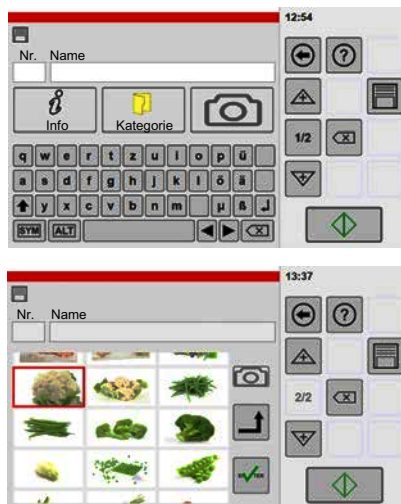 12:54
Nr. Name
Info Kategorie
1/2
q w e r t z u i o p ü
a s d f g h j k l ö ä
y x c v b n m µ ß
SYM ALT
13:37
Nr. Name
2/2